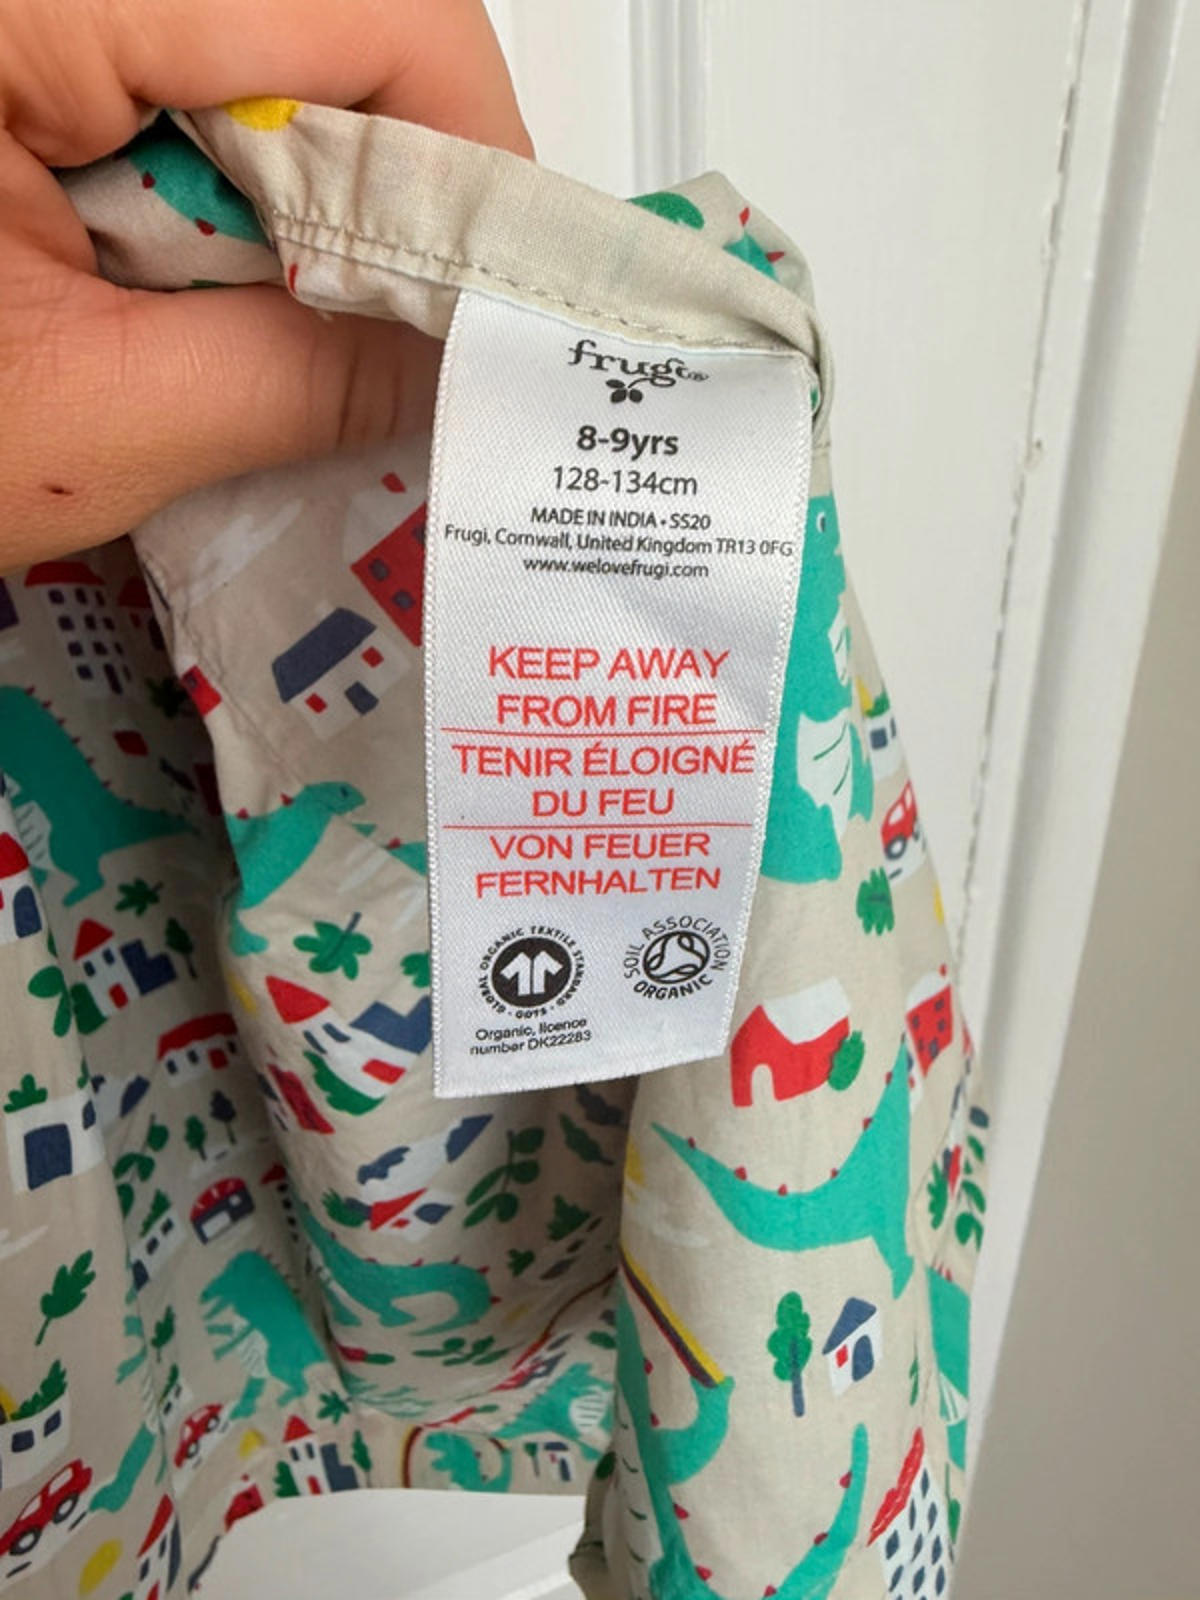 frugi®
8-9yrs
128-134cm
MADE IN INDIA • SS20
Frugi, Cornwall, United Kingdom TR13 0FG
www.welovefrugi.com
KEEP AWAY
FROM FIRE
TENIR ÉLOIGNÉ
DU FEU
VON FEUER
FERNHALTEN
GLOBAL ORGANIC TEXTILE STANDARD · GOTS ·
SOIL ASSOCIATION
ORGANIC
Organic, licence
number DK22283